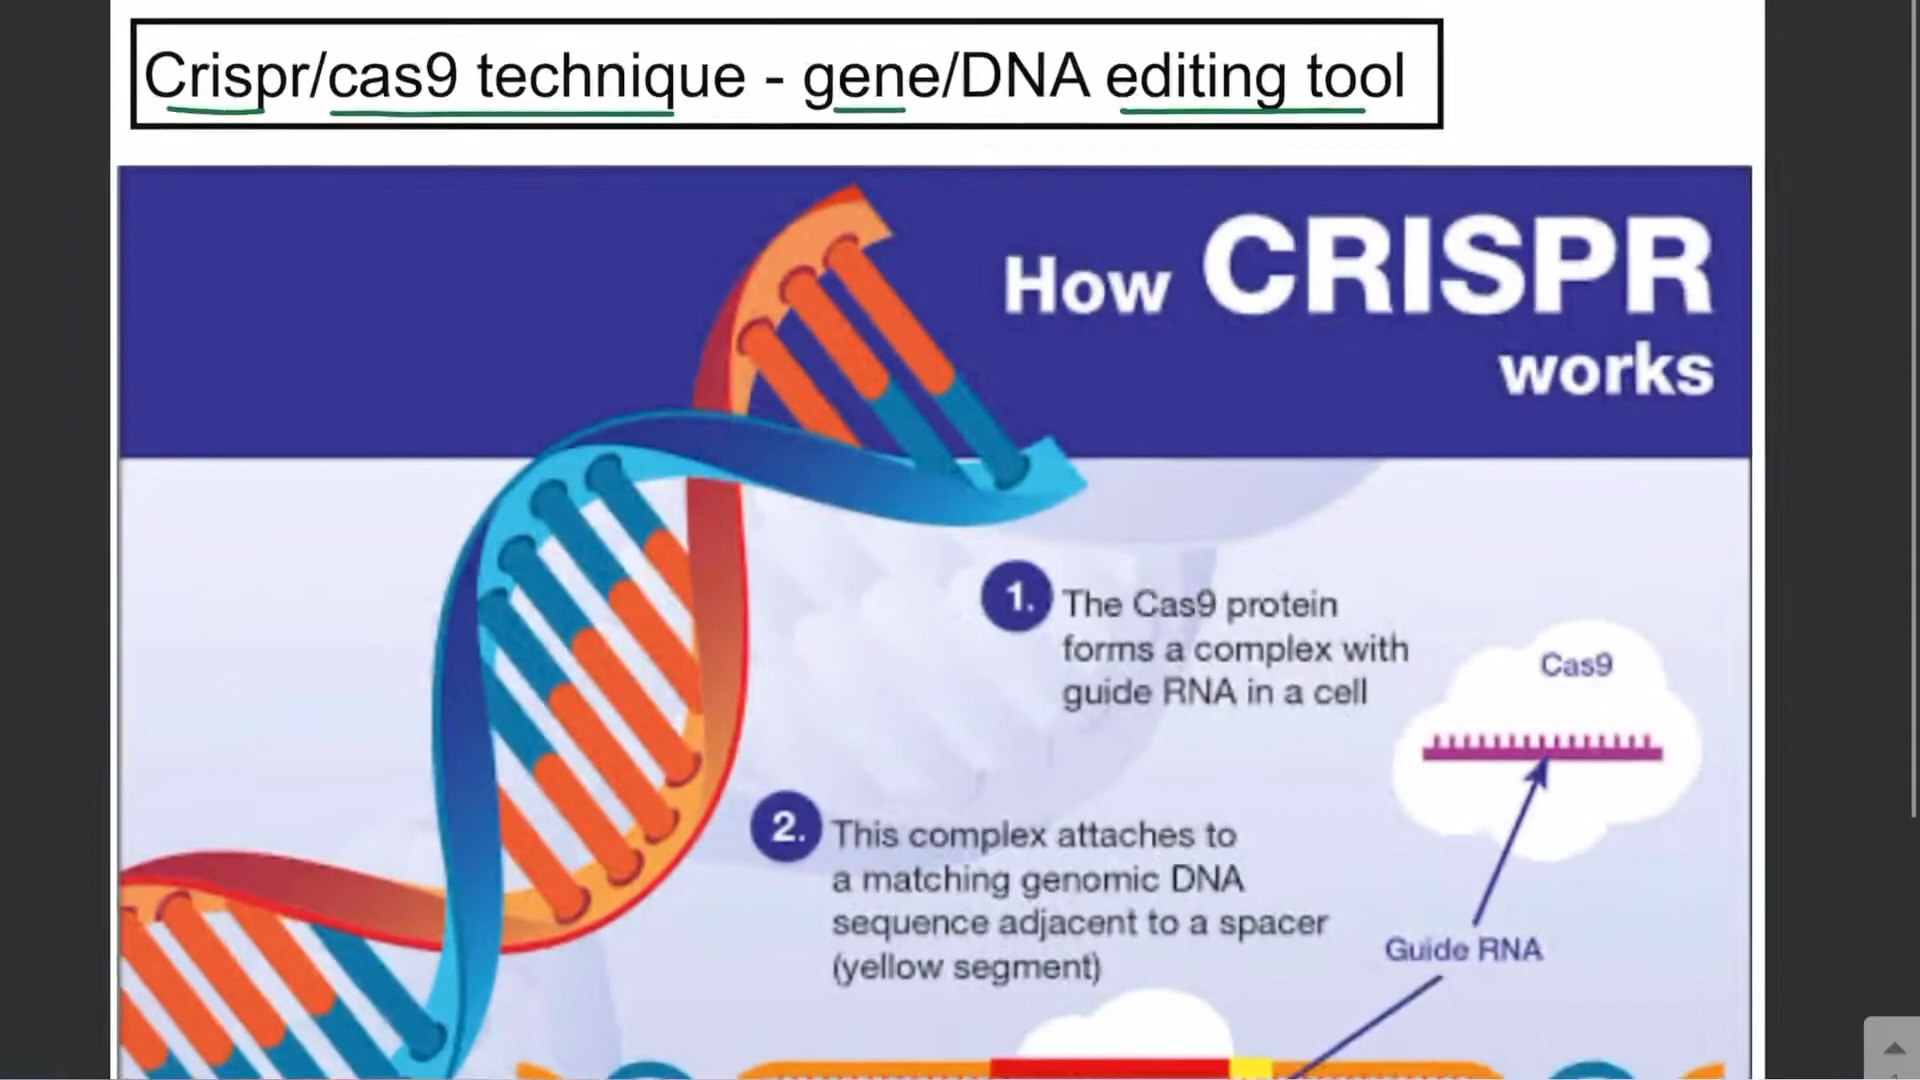 Crispr/cas9 technique - gene/DNA editing tool
How CRISPR
works
1. The Cas9 protein
forms a complex with
guide RNA in a cell
Cas9
2. This complex attaches to
a matching genomic DNA
sequence adjacent to a spacer
(yellow segment)
Guide RNA